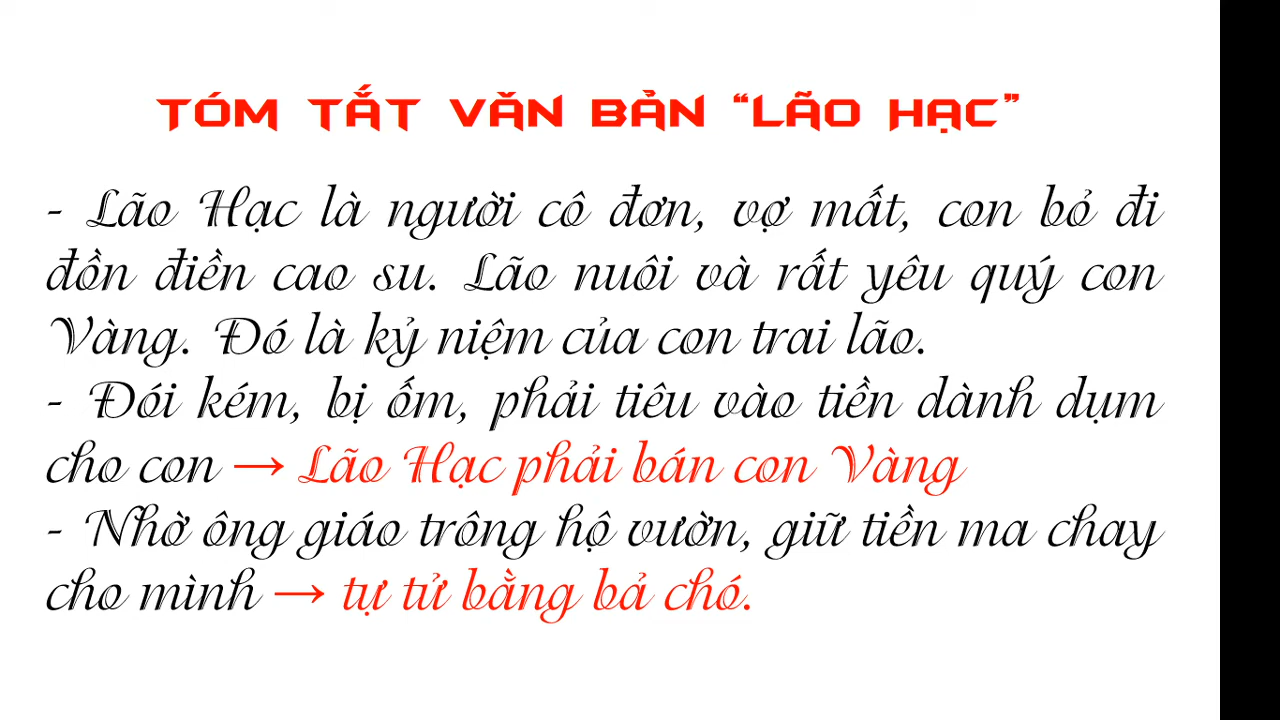 TÓM TẮT VĂN BẢN “LÃO HẠC”
- Lão Hạc là người cô đơn, vợ mất, con bỏ đi
đồn điền cao su. Lão nuôi và rất yêu quý con
Vàng. Đó là kỷ niệm của con trai lão.
- Đói kém, bị ốm, phải tiêu vào tiền dành dụm
cho con → Lão Hạc phải bán con Vàng
- Nhờ ông giáo trông hộ vườn, giữ tiền ma chay
cho mình → tự tử bằng bả chó.